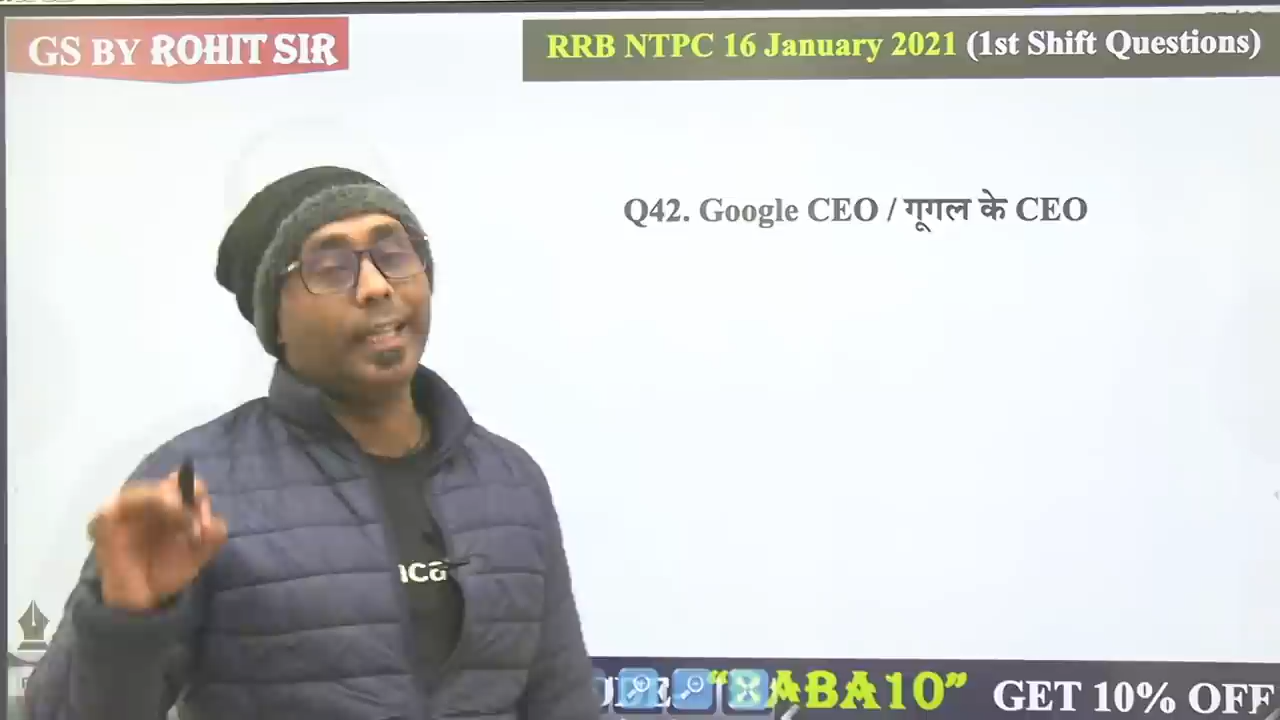 GS BY ROHIT SIR
RRB NTPC 16 January 2021 (1st Shift Questions)
Q42. Google CEO / गूगल के CEO
"BABA10" GET 10% OFF